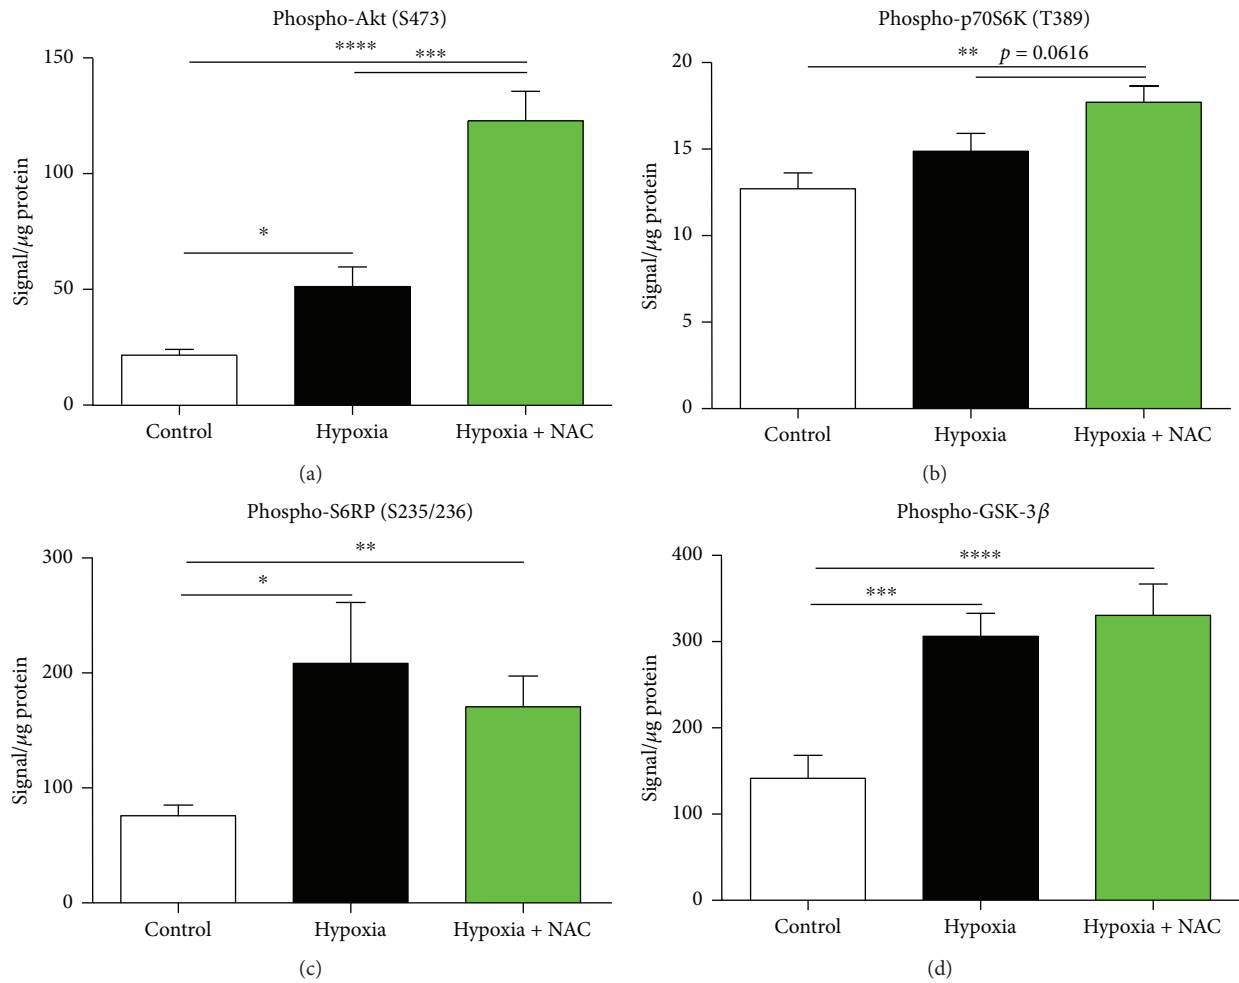 Phospho-Akt (S473)
Signal/μg protein
150
100
50
0
****
***
*
Control
Hypoxia
Hypoxia + NAC
(a)
Phospho-p70S6K (T389)
Signal/μg protein
20
15
10
5
0
** p = 0.0616
Control
Hypoxia
Hypoxia + NAC
(b)
Phospho-S6RP (S235/236)
Signal/μg protein
300
200
100
0
**
*
Control
Hypoxia
Hypoxia + NAC
(c)
Phospho-GSK-3β
Signal/μg protein
400
300
200
100
0
****
***
Control
Hypoxia
Hypoxia + NAC
(d)